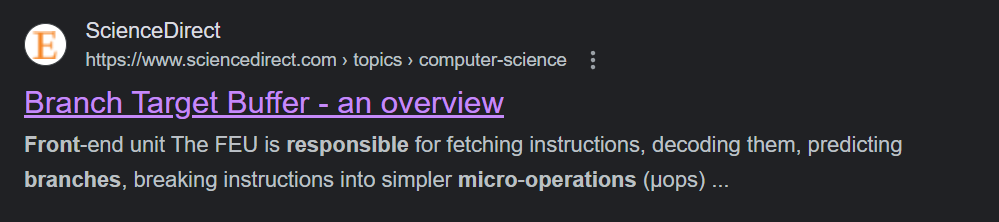 E
ScienceDirect
https://www.sciencedirect.com › topics › computer-science
Branch Target Buffer - an overview
Front-end unit The FEU is responsible for fetching instructions, decoding them, predicting
branches, breaking instructions into simpler micro-operations (μops) ...